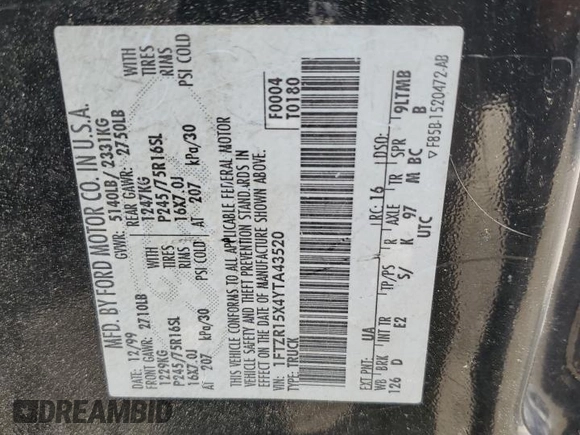 MFD. BY FORD MOTOR CO. IN U.S.A.
DATE: 12/99 GVWR: 5140LB/ 2331KG
FRONT GAWR: 2710LB REAR GAWR: 2750LB
1229KG WITH 1247KG WITH
P245/75R16SL TIRES P245/75R16SL TIRES
16X7.0J RIMS 16X7.0J RIMS
AT 207 kPa/30 PSI COLD AT 207 kPa/30 PSI COLD
THIS VEHICLE CONFORMS TO ALL APPLICABLE FEDERAL MOTOR
VEHICLE SAFETY AND THEFT PREVENTION STANDARDS IN
EFFECT ON THE DATE OF MANUFACTURE SHOWN ABOVE.
VIN: 1FTZR15X4YTA43520 F0004
TYPE: TRUCK T0180
EXT PNT: UA RC: 16 DSO:
WB BRK INT TR TP/PS R AXLE TR SPR
126 D E2 S/ K 97 M BC 9LTMB B
UTC ▽ F85B-1520472-AB
DREAMBID